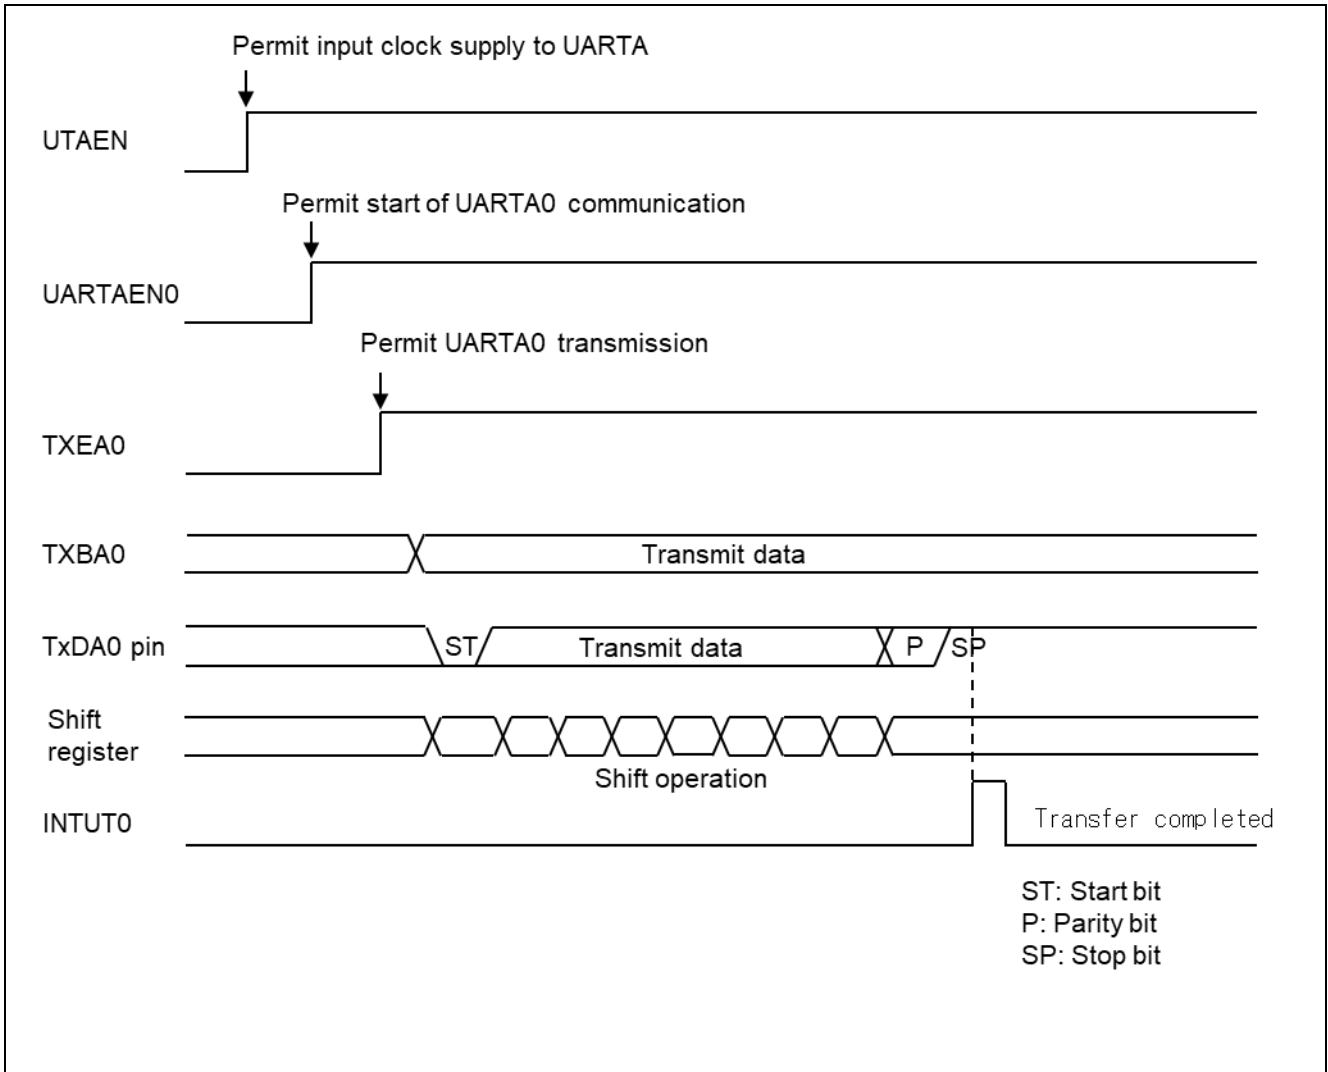 Permit input clock supply to UARTA
UTAEN
Permit start of UARTA0 communication
UARTAEN0
Permit UARTA0 transmission
TXEA0
TXBA0
Transmit data
TxDA0 pin
ST
Transmit data
P
SP
Shift
register
Shift operation
INTUT0
Transfer completed
ST: Start bit
P: Parity bit
SP: Stop bit